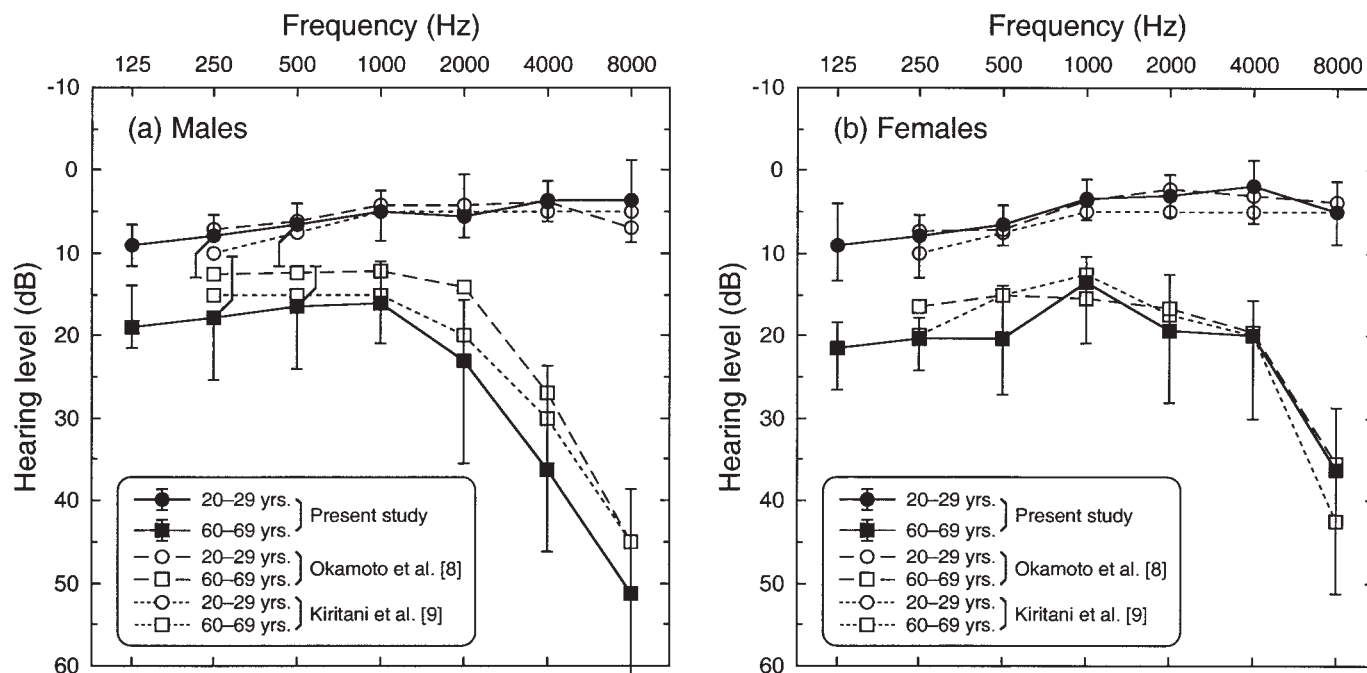 Frequency (Hz)
125 250 500 1000 2000 4000 8000
-10
0
10
20
30
40
50
60
Hearing level (dB)
(a) Males
20–29 yrs.
60–69 yrs.
Present study
20–29 yrs.
60–69 yrs.
Okamoto et al. [8]
20–29 yrs.
60–69 yrs.
Kiritani et al. [9]
Frequency (Hz)
125 250 500 1000 2000 4000 8000
-10
0
10
20
30
40
50
60
Hearing level (dB)
(b) Females
20–29 yrs.
60–69 yrs.
Present study
20–29 yrs.
60–69 yrs.
Okamoto et al. [8]
20–29 yrs.
60–69 yrs.
Kiritani et al. [9]